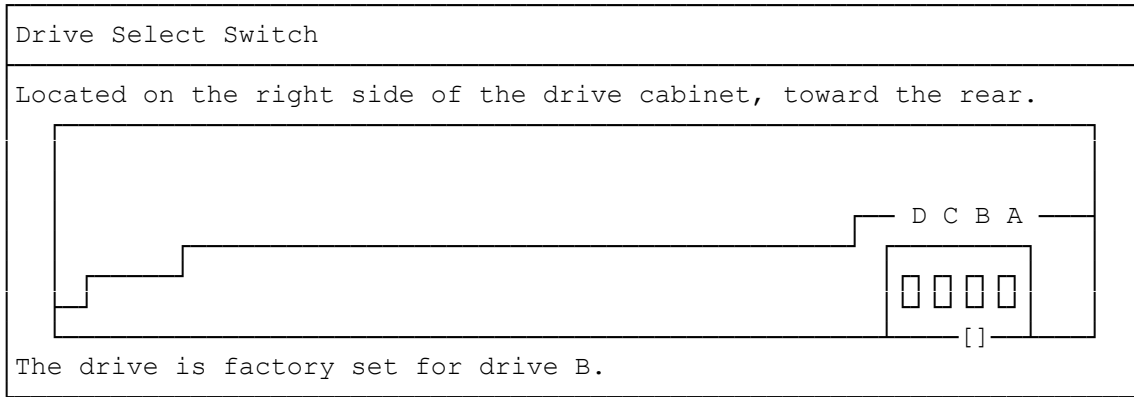 Drive Select Switch
Located on the right side of the drive cabinet, toward the rear.
D C B A
[]
The drive is factory set for drive B.